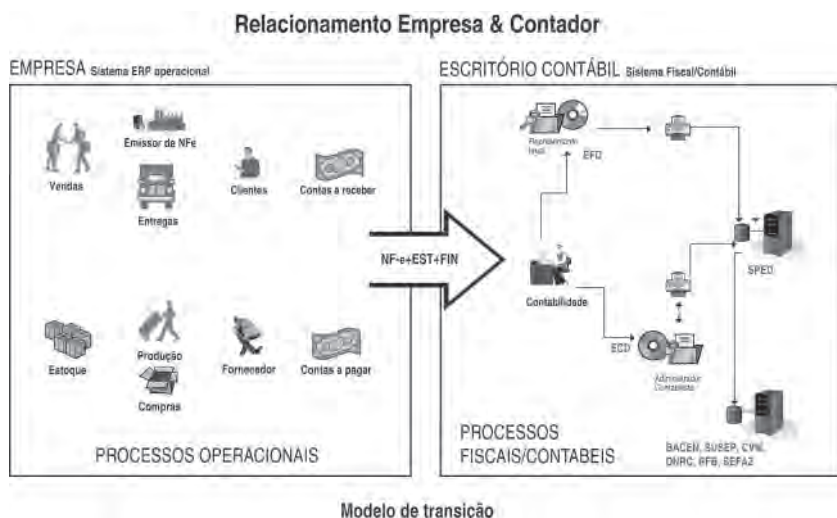 Relacionamento Empresa & Contador
EMPRESA Sistema ERP operacional
Vendas
Emissor de NFe
Entregas
Clientes
Contas a receber
Estoque
Produção
Compras
Fornecedor
Contas a pagar
PROCESSOS OPERACIONAIS
NF-e+EST+FIN
ESCRITÓRIO CONTÁBIL Sistema Fiscal/Contábil
EFD
Contabilidade
ECD
SPED
PROCESSOS
FISCAIS/CONTABEIS
BACEN, SUSEP, CVM,
DNRC, RFB, SEFAZ
Modelo de transição